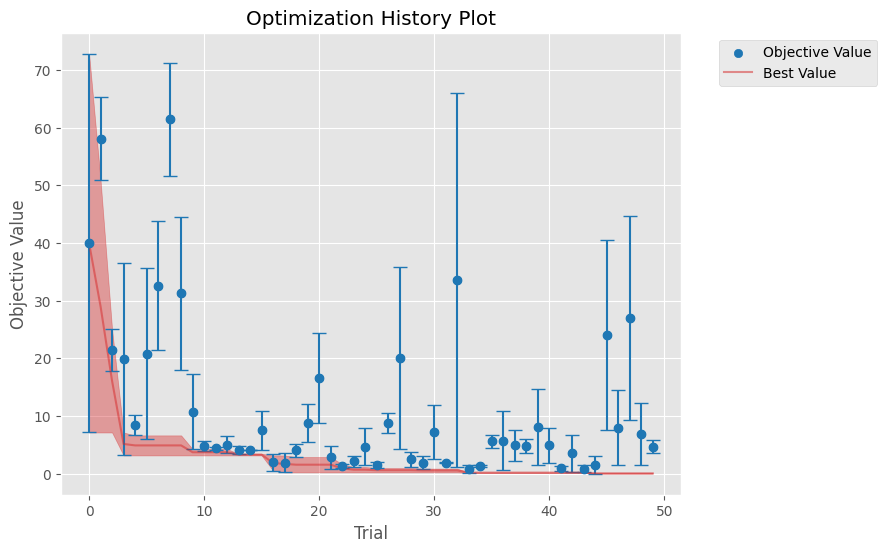 Optimization History Plot
Objective Value
Best Value
Objective Value
70
60
50
40
30
20
10
0
0 10 20 30 40 50
Trial